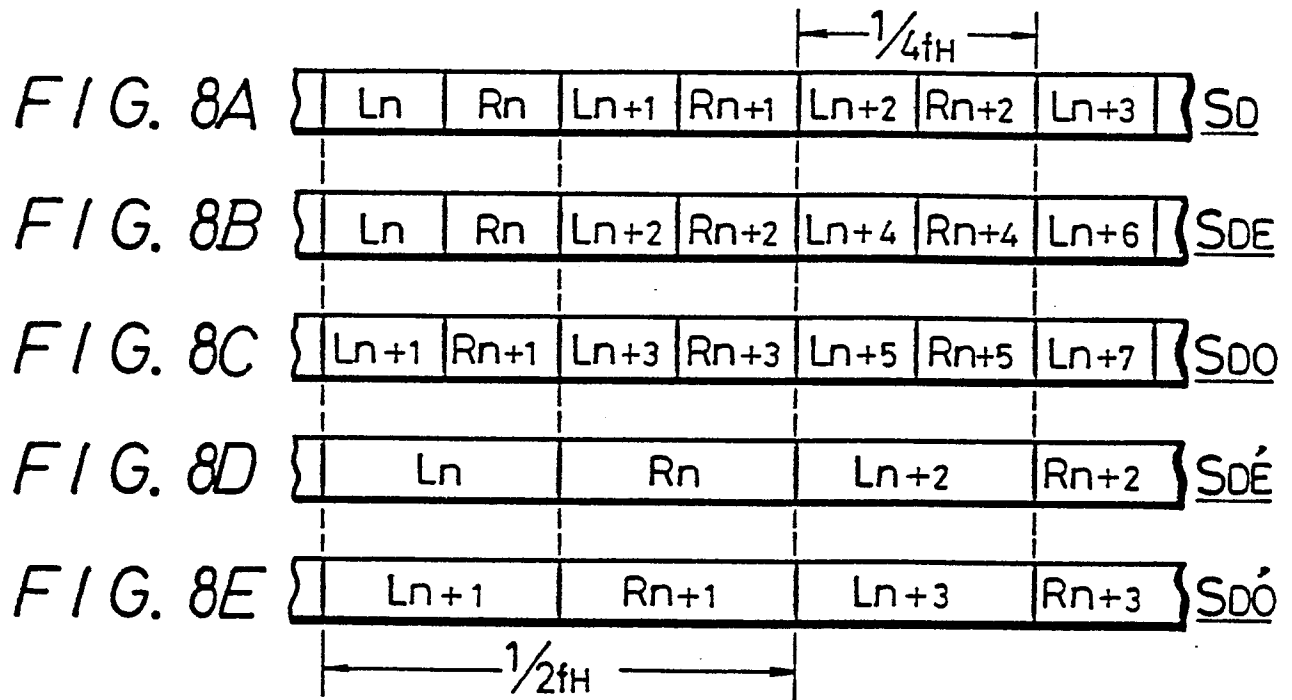 1/4fH
FIG. 8A Ln Rn Ln+1 Rn+1 Ln+2 Rn+2 Ln+3 SD
FIG. 8B Ln Rn Ln+2 Rn+2 Ln+4 Rn+4 Ln+6 SDE
FIG. 8C Ln+1 Rn+1 Ln+3 Rn+3 Ln+5 Rn+5 Ln+7 SDO
FIG. 8D Ln Rn Ln+2 Rn+2 SDE'
FIG. 8E Ln+1 Rn+1 Ln+3 Rn+3 SDO'
1/2fH